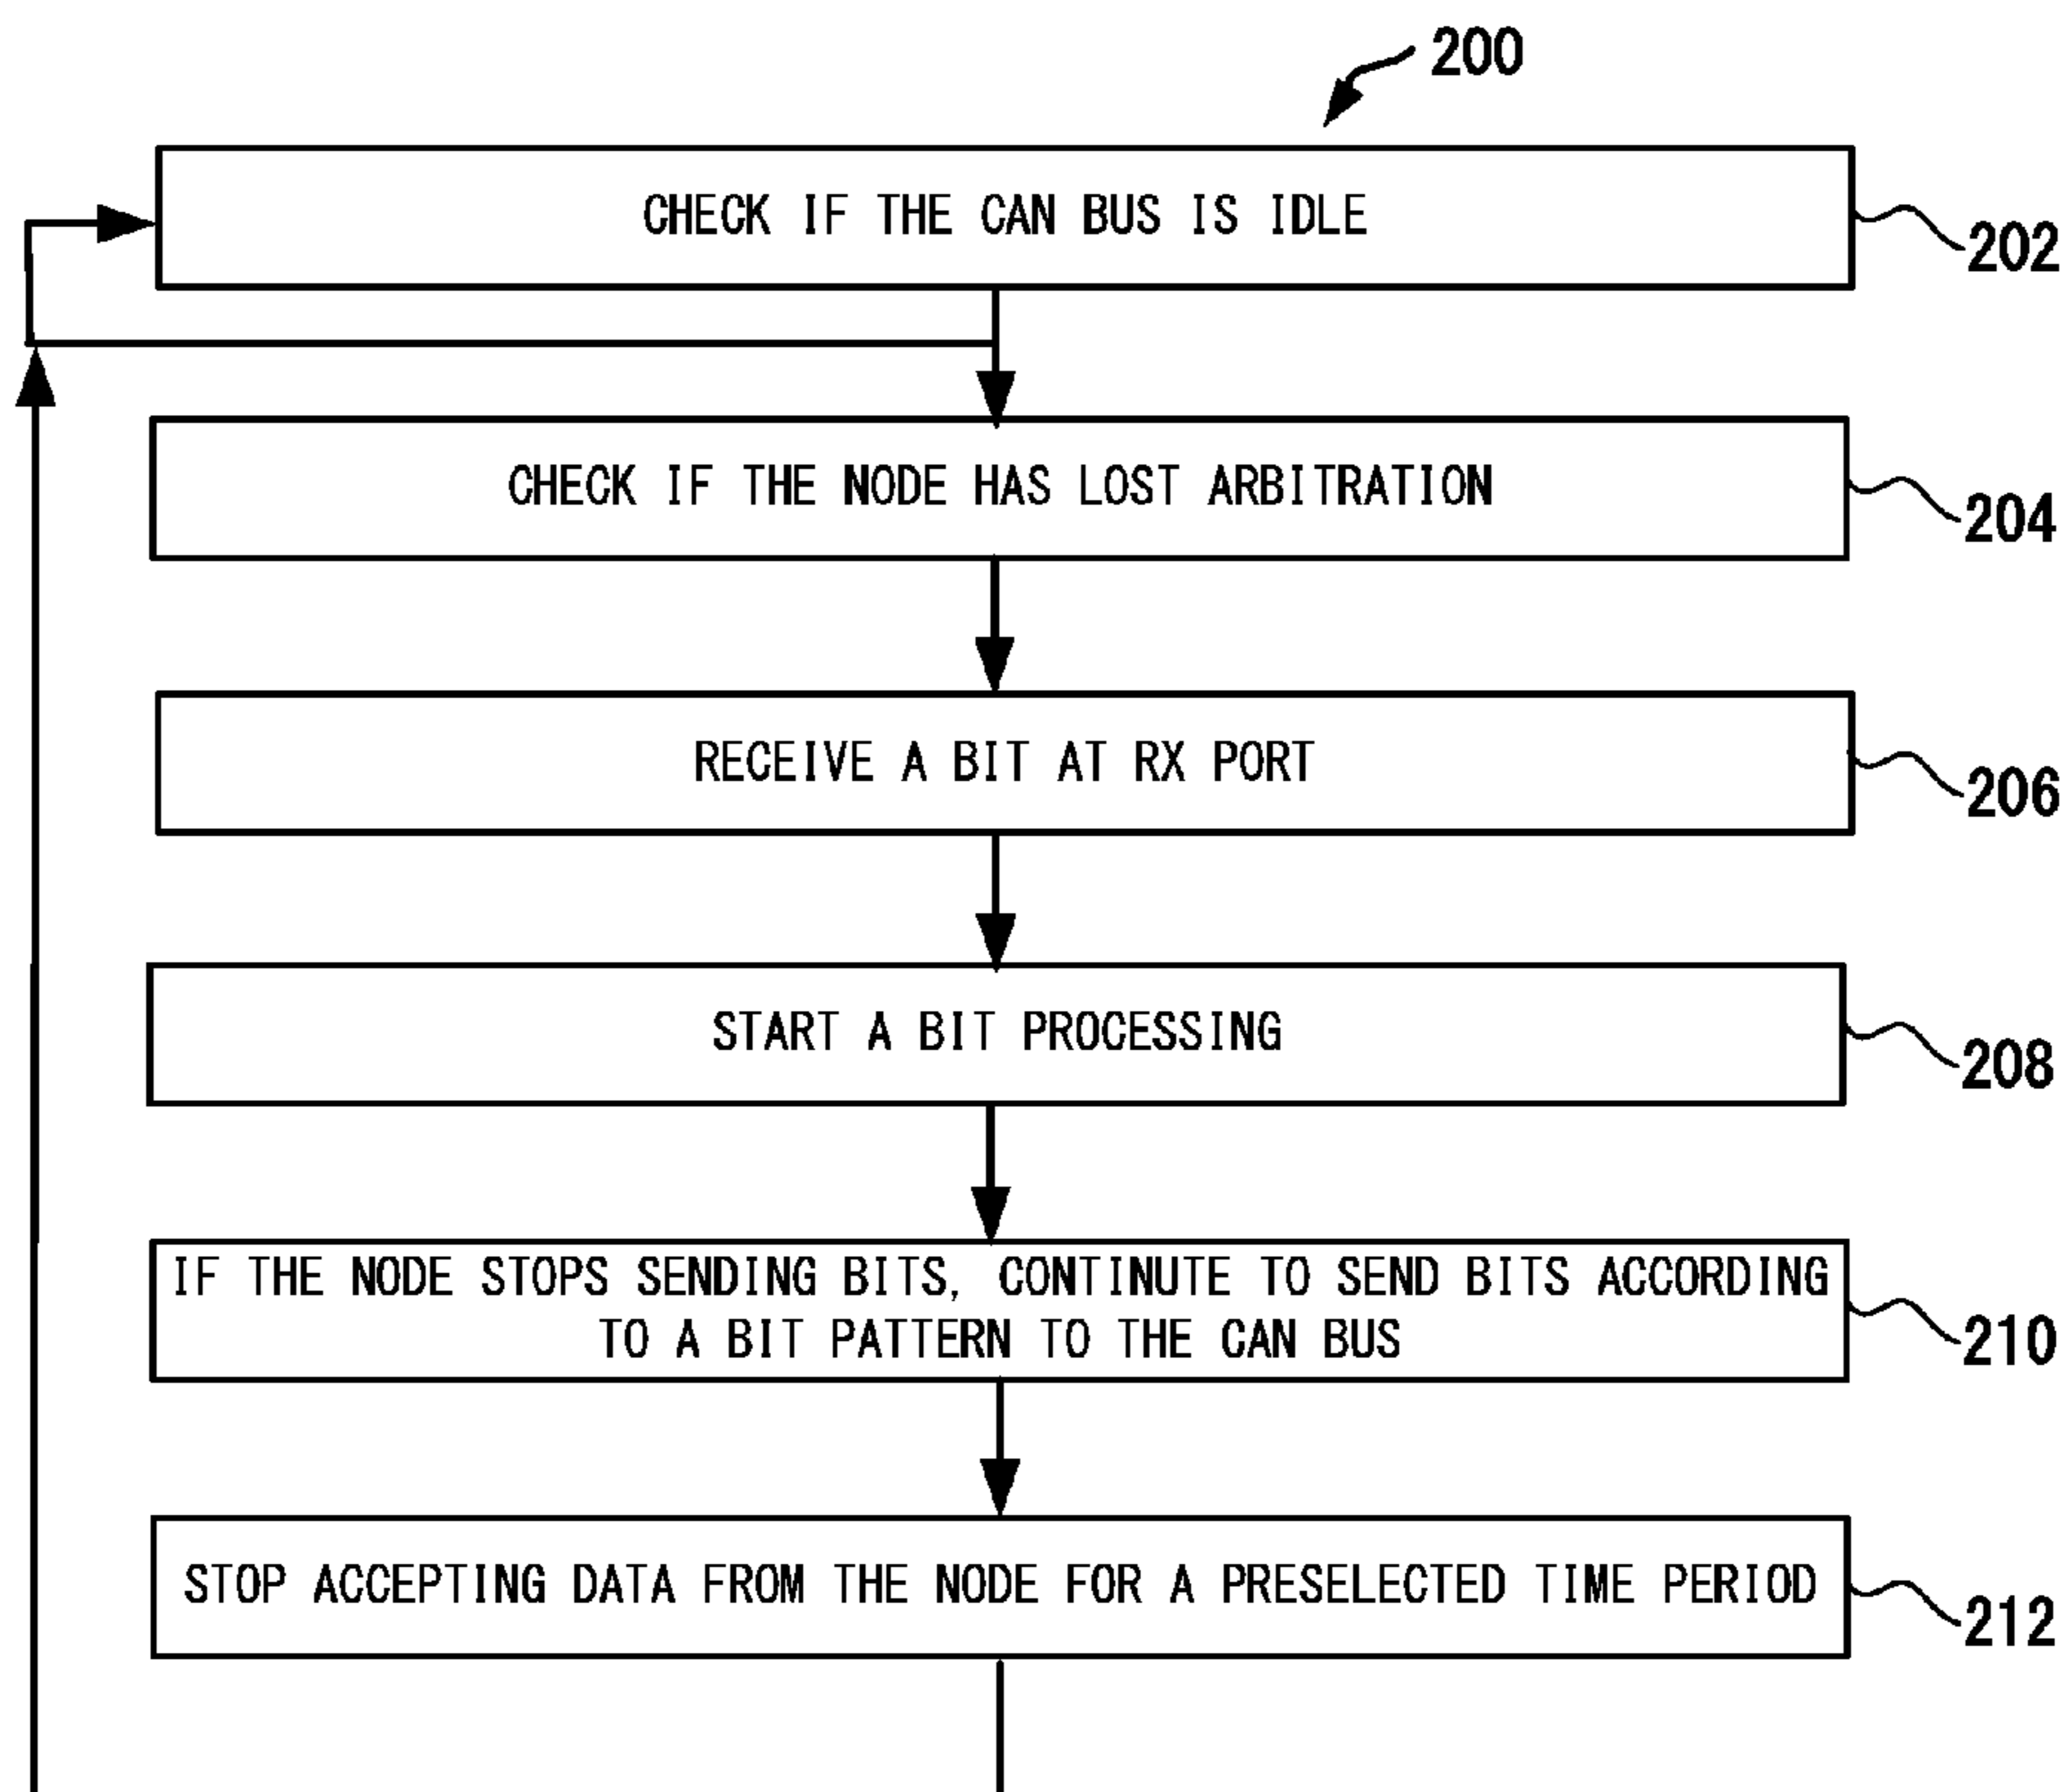 200
CHECK IF THE CAN BUS IS IDLE
202
CHECK IF THE NODE HAS LOST ARBITRATION
204
RECEIVE A BIT AT RX PORT
206
START A BIT PROCESSING
208
IF THE NODE STOPS SENDING BITS, CONTINUTE TO SEND BITS ACCORDING
TO A BIT PATTERN TO THE CAN BUS
210
STOP ACCEPTING DATA FROM THE NODE FOR A PRESELECTED TIME PERIOD
212